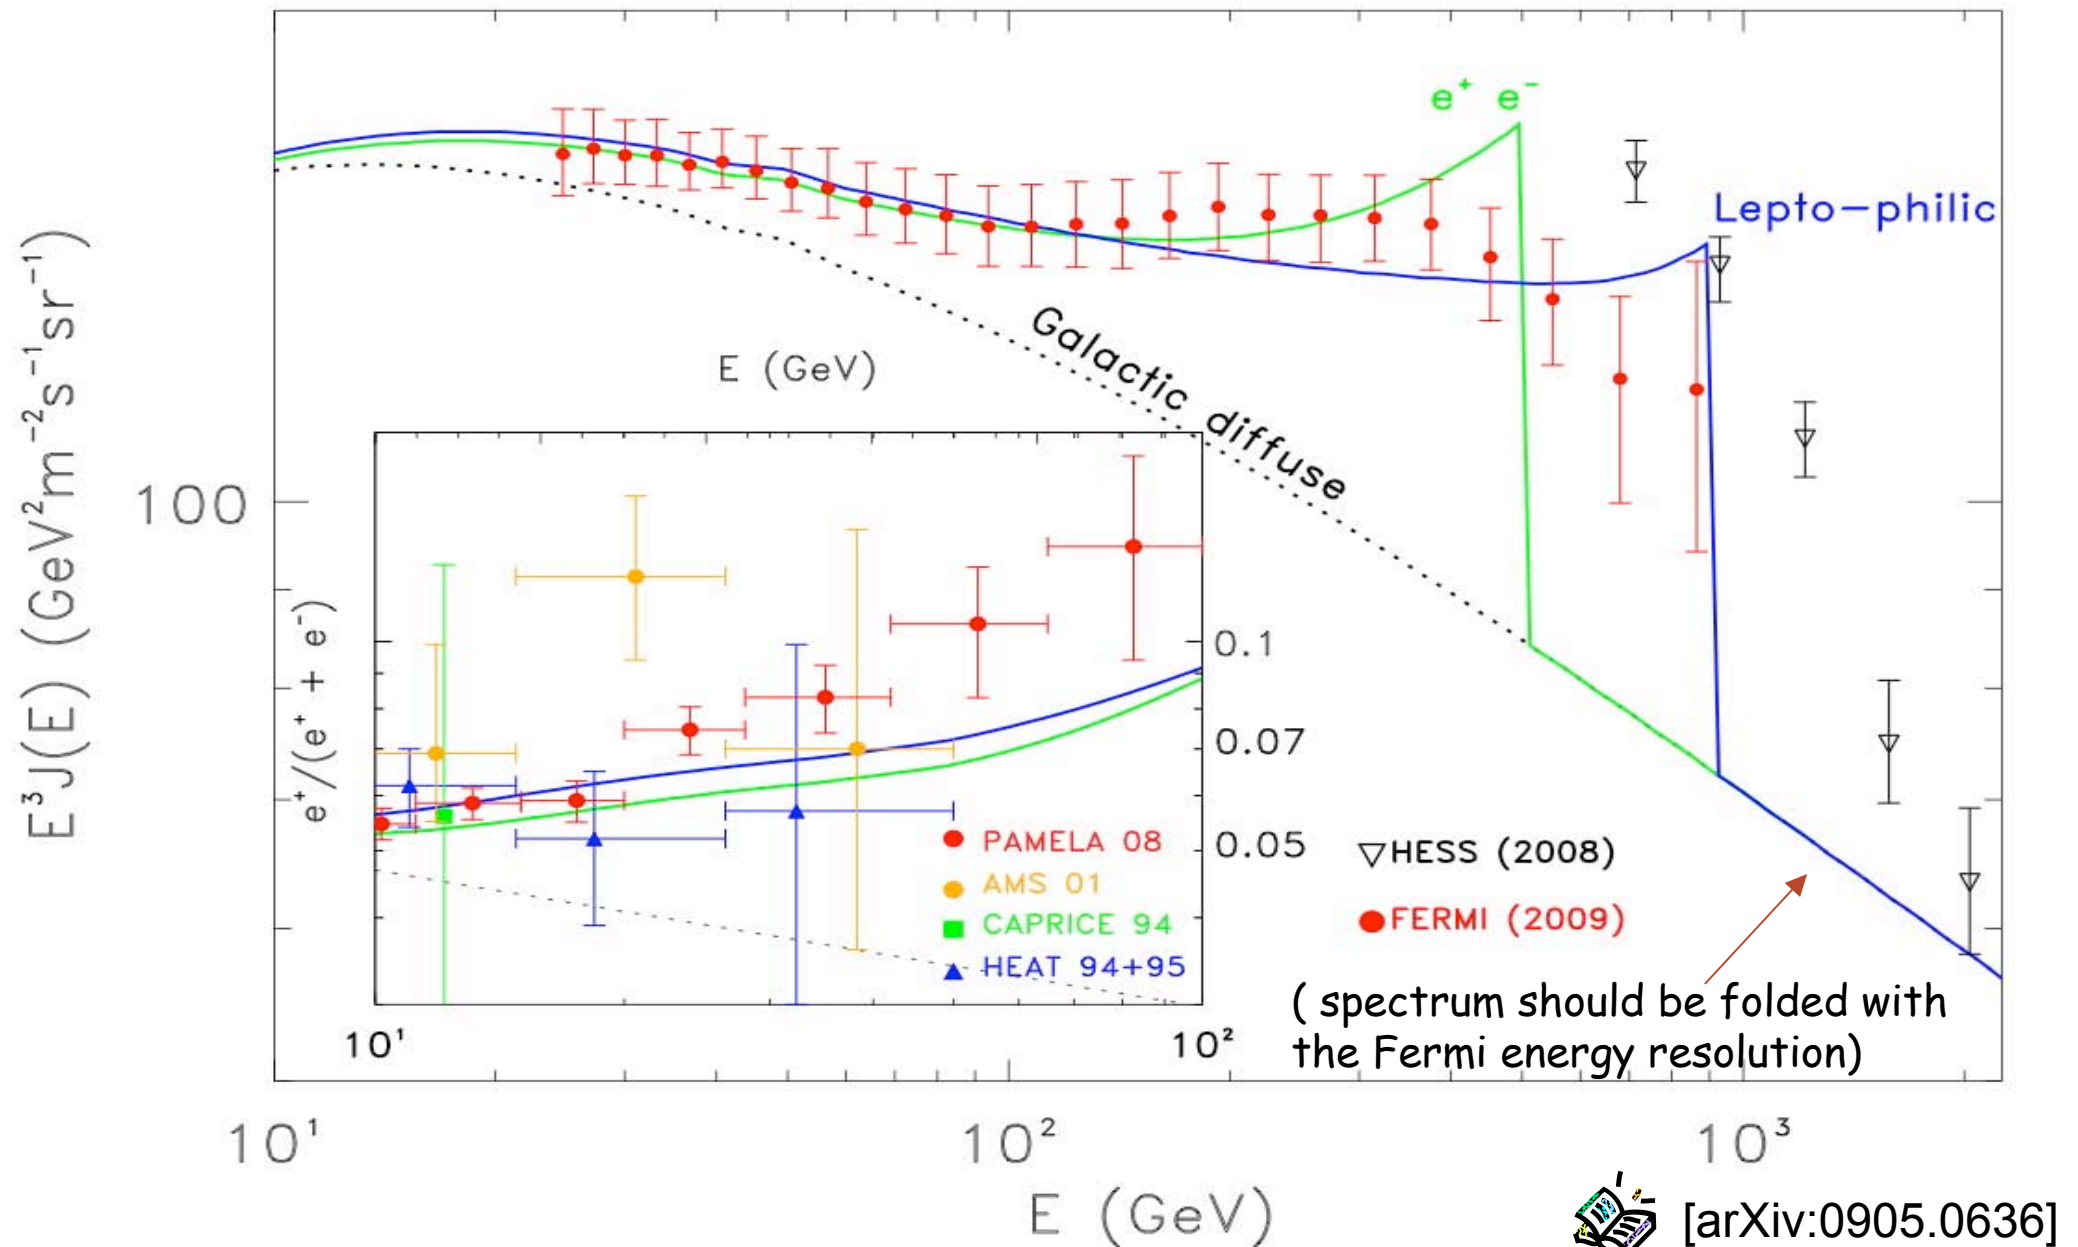 e⁺ e⁻
Lepto-philic
Galactic diffuse
E (GeV)
E³J(E) (GeV²m⁻²s⁻¹sr⁻¹)
100
e⁺/(e⁺ + e⁻)
0.1
0.07
0.05
PAMELA 08
AMS 01
CAPRICE 94
HEAT 94+95
HESS (2008)
FERMI (2009)
( spectrum should be folded with
the Fermi energy resolution)
10¹
10²
10¹
10²
10³
E (GeV)
[arXiv:0905.0636]